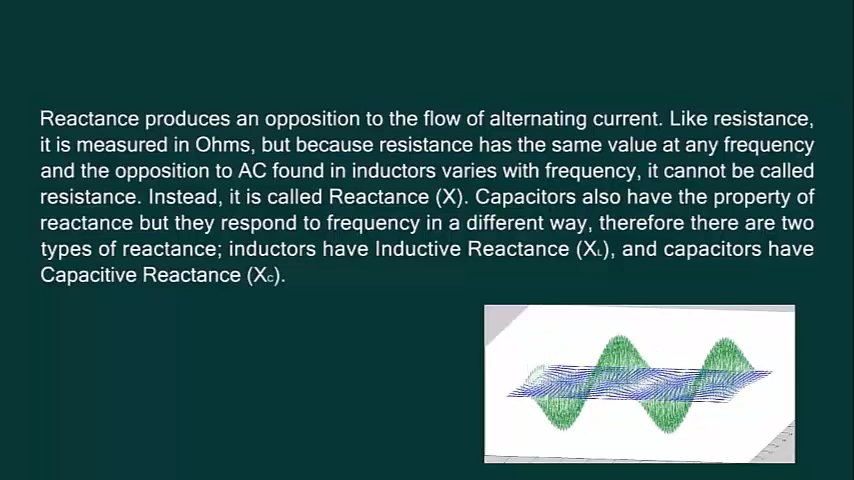 Reactance produces an opposition to the flow of alternating current. Like resistance,
it is measured in Ohms, but because resistance has the same value at any frequency
and the opposition to AC found in inductors varies with frequency, it cannot be called
resistance. Instead, it is called Reactance (X). Capacitors also have the property of
reactance but they respond to frequency in a different way, therefore there are two
types of reactance; inductors have Inductive Reactance (XL), and capacitors have
Capacitive Reactance (XC).